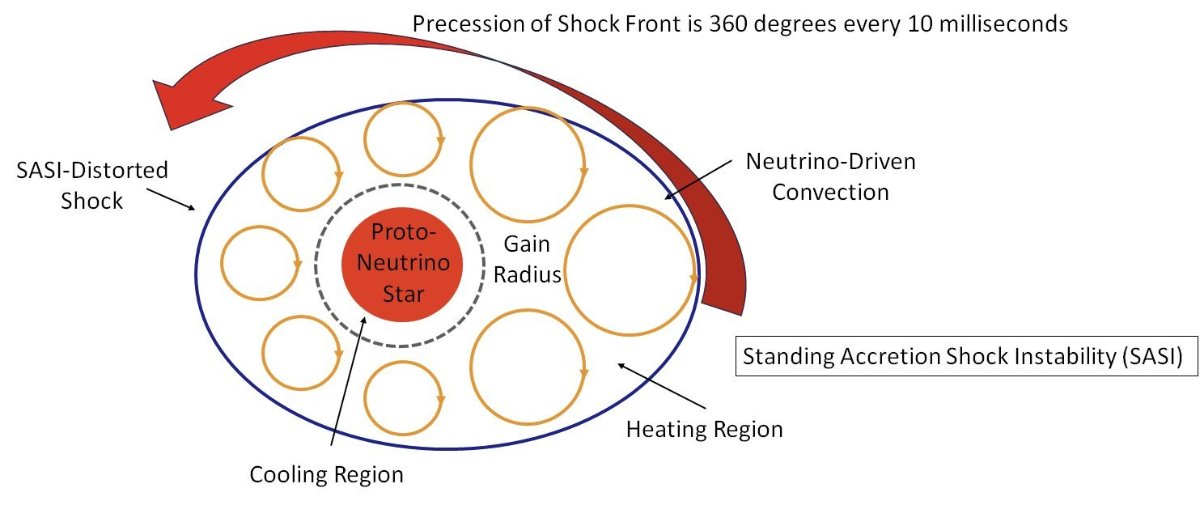 Precession of Shock Front is 360 degrees every 10 milliseconds
SASI-Distorted
Shock
Neutrino-Driven
Convection
Proto-
Neutrino
Star
Gain
Radius
Standing Accretion Shock Instability (SASI)
Heating Region
Cooling Region